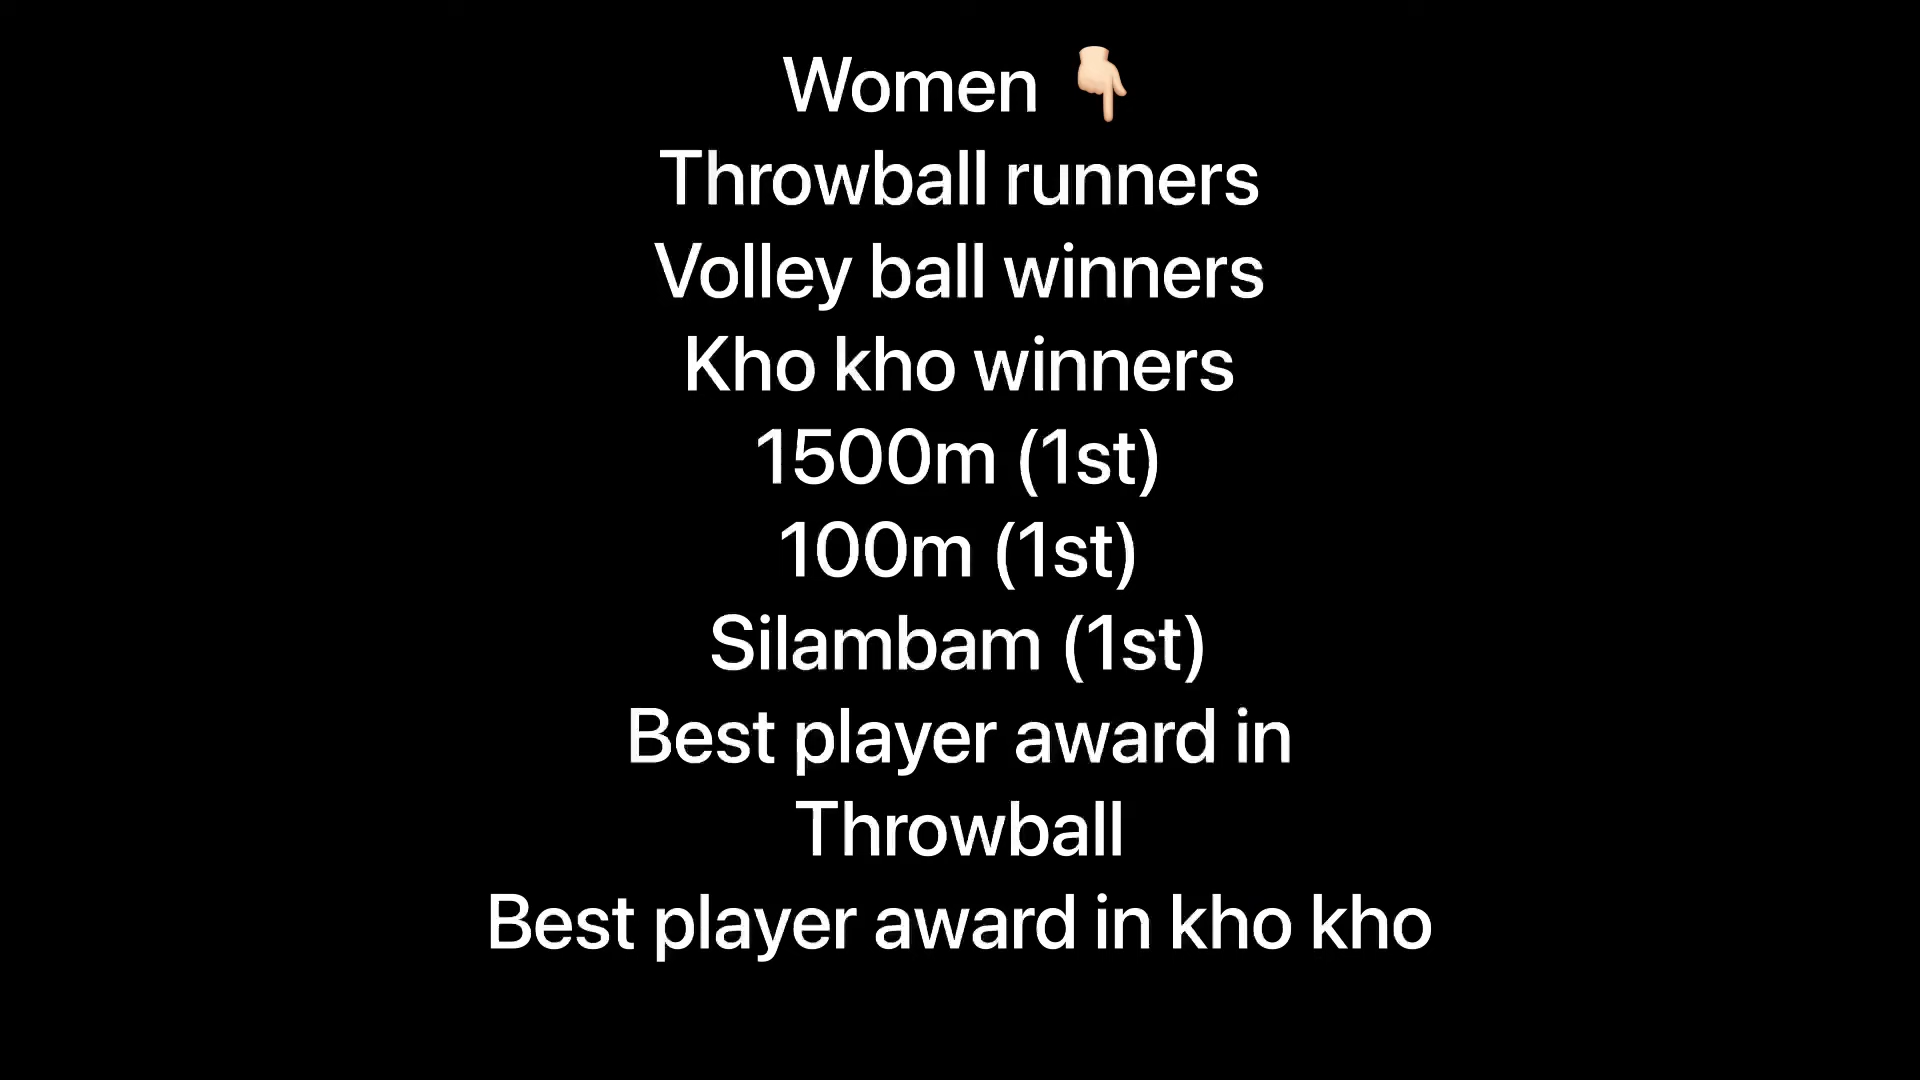 Women 👇🏻
Throwball runners
Volley ball winners
Kho kho winners
1500m (1st)
100m (1st)
Silambam (1st)
Best player award in
Throwball
Best player award in kho kho